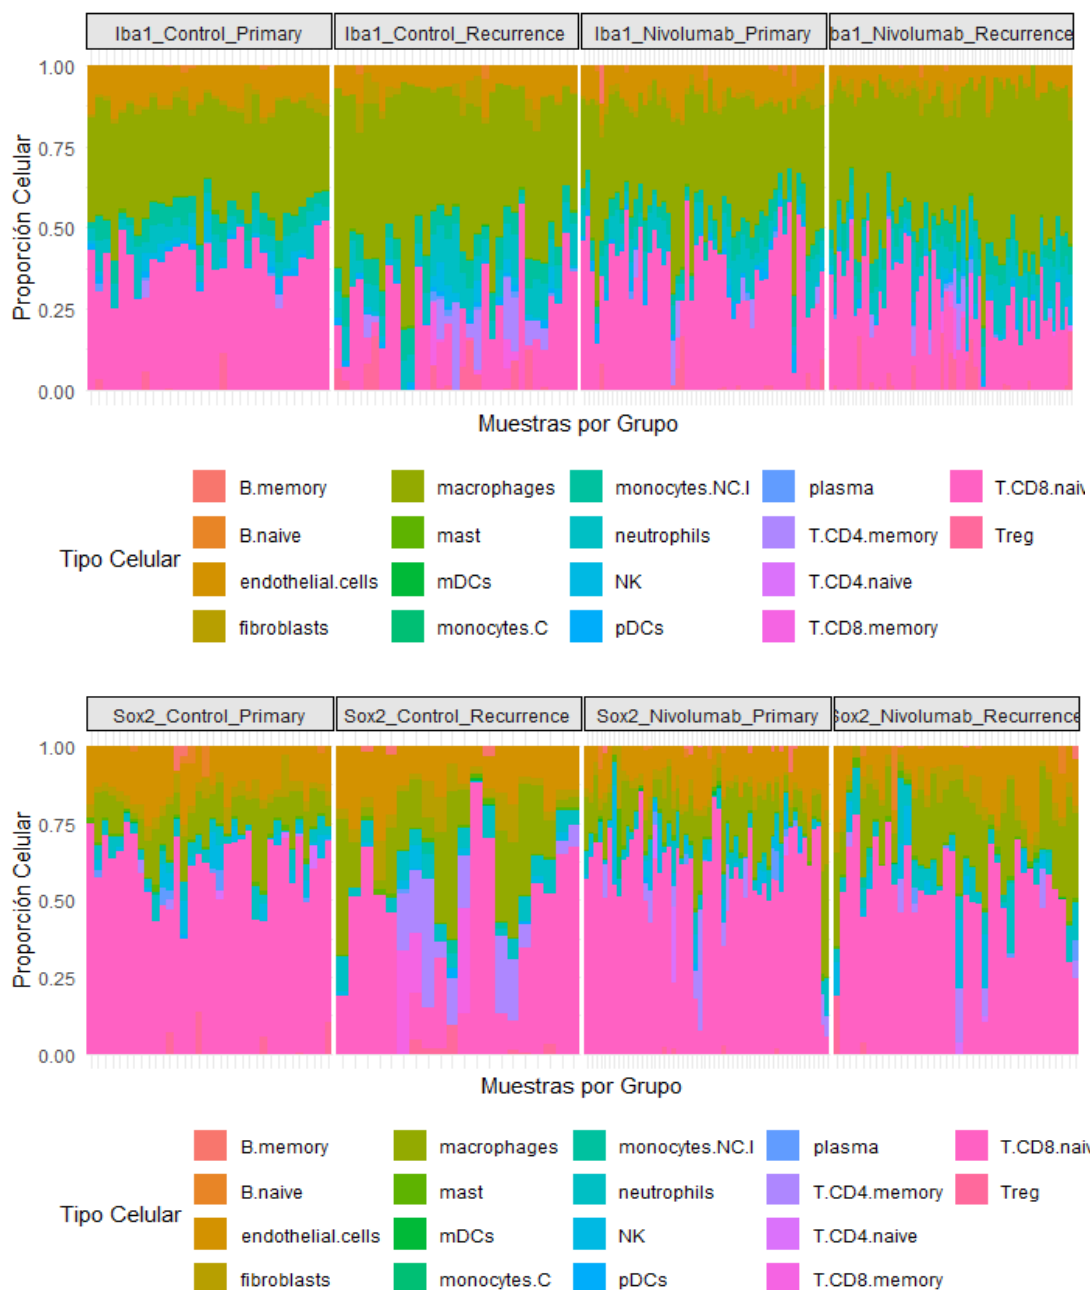 Iba1_Control_Primary Iba1_Control_Recurrence Iba1_Nivolumab_Primary ba1_Nivolumab_Recurrence
1.00
0.75
0.50
0.25
0.00
Proporción Celular
Muestras por Grupo
B.memory macrophages monocytes.NC.I plasma T.CD8.naiv
B.naive mast neutrophils T.CD4.memory Treg
Tipo Celular
endothelial.cells mDCs NK T.CD4.naive
fibroblasts monocytes.C pDCs T.CD8.memory
Sox2_Control_Primary Sox2_Control_Recurrence Sox2_Nivolumab_Primary Sox2_Nivolumab_Recurrence
1.00
0.75
0.50
0.25
0.00
Proporción Celular
Muestras por Grupo
B.memory macrophages monocytes.NC.I plasma T.CD8.naiv
B.naive mast neutrophils T.CD4.memory Treg
Tipo Celular
endothelial.cells mDCs NK T.CD4.naive
fibroblasts monocytes.C pDCs T.CD8.memory